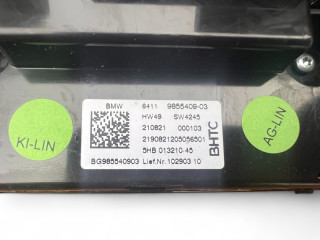 BMW 6411 9855409-03
HW49 SW4245
210821 000103
2190821205056501
5HB 013210-45
BG985540903 Lief.Nr.102903 10
BHTC
KI-LIN
AG-LIN